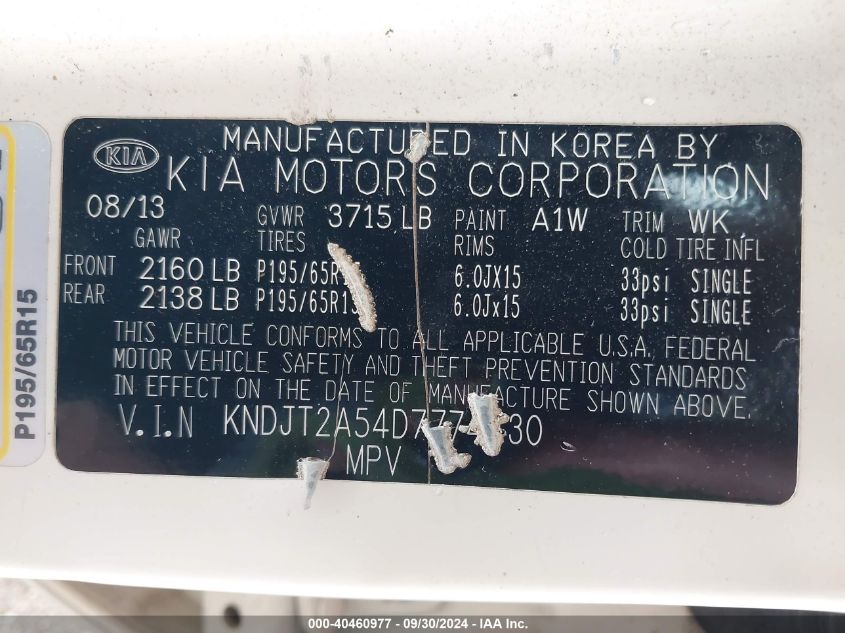 MANUFACTURED IN KOREA BY
KIA KIA MOTORS CORPORATION
08/13 GVWR 3715 LB PAINT A1W TRIM WK
GAWR TIRES RIMS COLD TIRE INFL
FRONT 2160 LB 6.0JX15 33psi SINGLE
REAR 2138 LB 6.0Jx15 33psi SINGLE
THIS VEHICLE CONFORMS TO ALL APPLICABLE U.S.A. FEDERAL
MOTOR VEHICLE SAFETY AND THEFT PREVENTION STANDARDS
IN EFFECT ON THE DATE OF MANUFACTURE SHOWN ABOVE.
V.I.N
MPV
P195/65R15
000-40460977 - 09/30/2024 - IAA Inc.